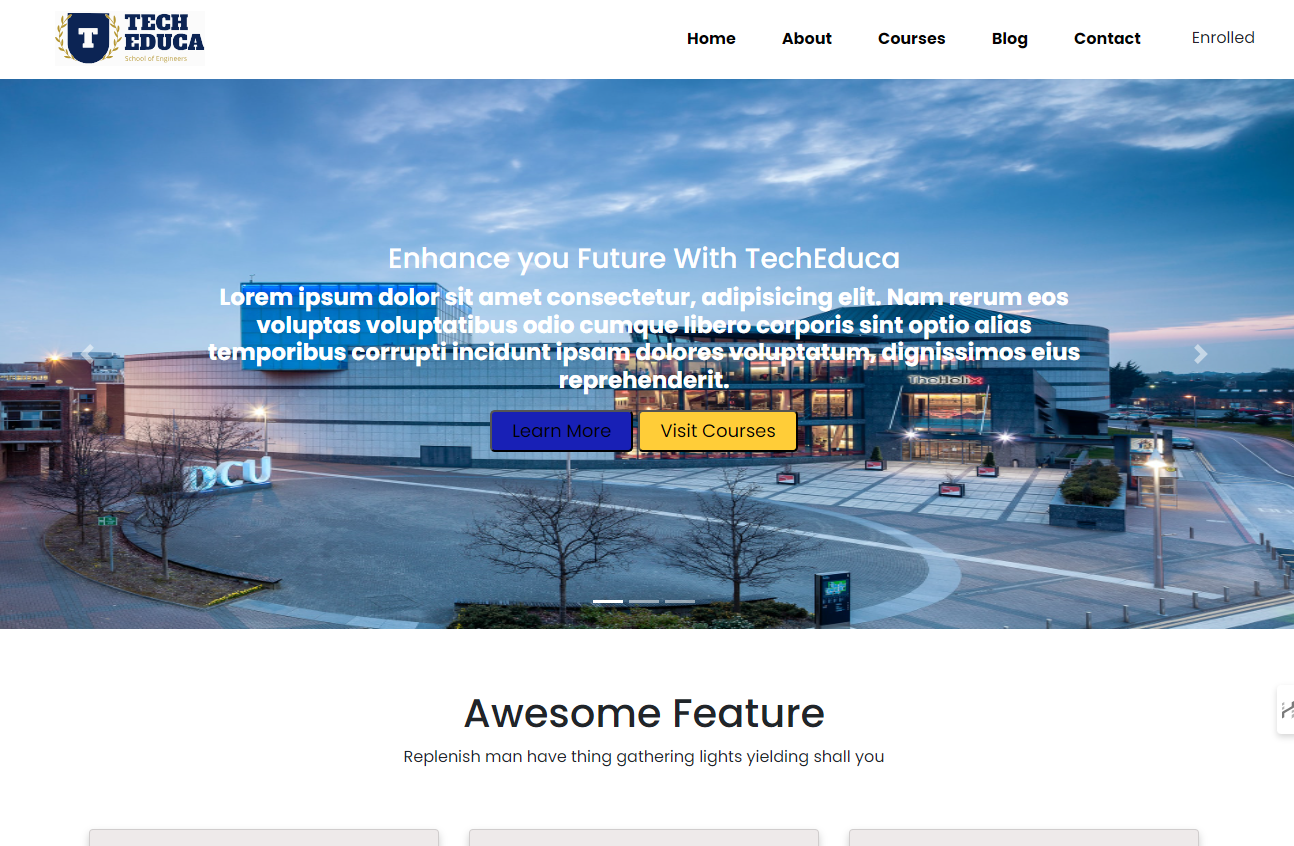 T
TECH
EDUCA
School of Engineers
Home About Courses Blog Contact Enrolled
Enhance you Future With TechEduca
Lorem ipsum dolor sit amet consectetur, adipisicing elit. Nam rerum eos
voluptas voluptatibus odio cumque libero corporis sint optio alias
temporibus corrupti incidunt ipsam dolores voluptatum, dignissimos eius
reprehenderit.
TheHelix
Learn More Visit Courses
DCU
Awesome Feature
Replenish man have thing gathering lights yielding shall you